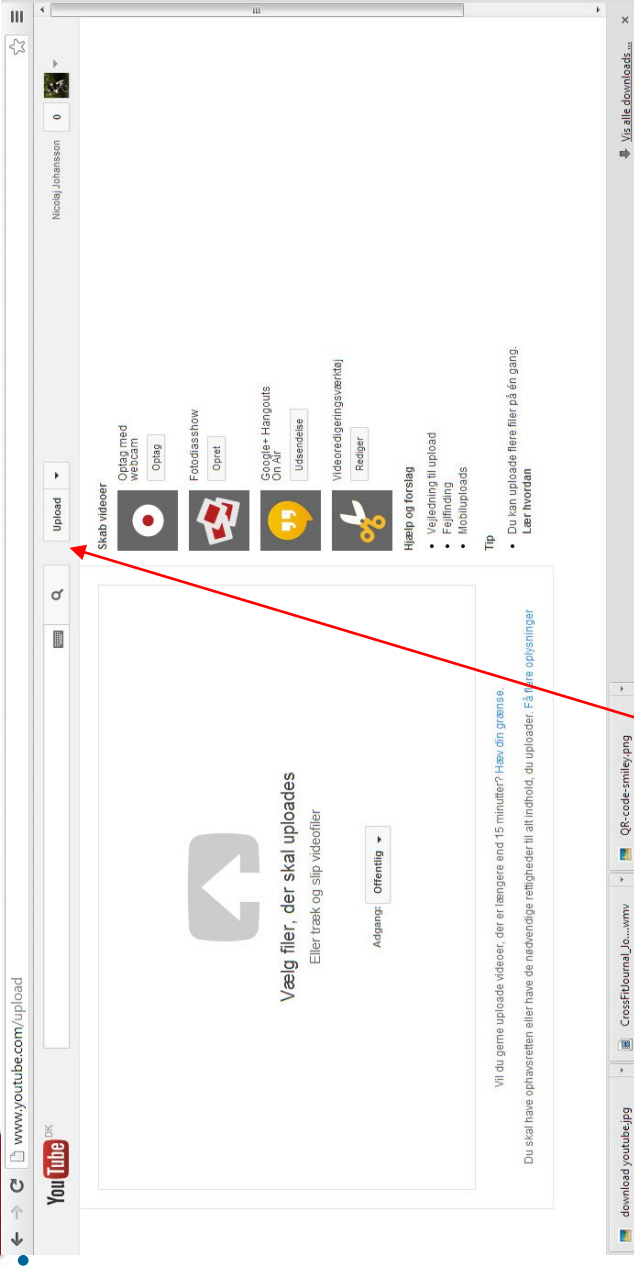 www.youtube.com/upload
YouTube DK
Upload
Nicolaj Johansson
0
Vælg filer, der skal uploades
Eller træk og slip videofiler
Adgang: Offentlig
Vil du gerne uploade videoer, der er længere end 15 minutter? Hæv din grænse.
Du skal have ophavsretten eller have de nødvendige rettigheder til alt indhold, du uploader. Få flere oplysninger
Skab videoer
Optag med
webcam
Optag
Fotodiasshow
Opret
Google+ Hangouts
On Air
Udsendelse
Videoredigeringsværktøj
Rediger
Hjælp og forslag
• Vejledning til upload
• Fejlfinding
• Mobiluploads
Tip
• Du kan uploade flere filer på én gang.
Lær hvordan
download youtube.jpg
CrossFitJournal_Jo....wmv
QR-code-smiley.png
Vis alle downloads...